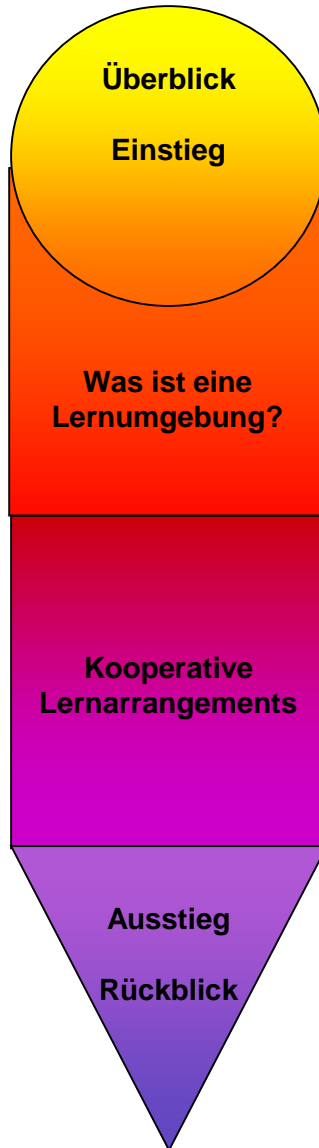 Überblick
Einstieg
Was ist eine
Lernumgebung?
Kooperative
Lernarrangements
Ausstieg
Rückblick